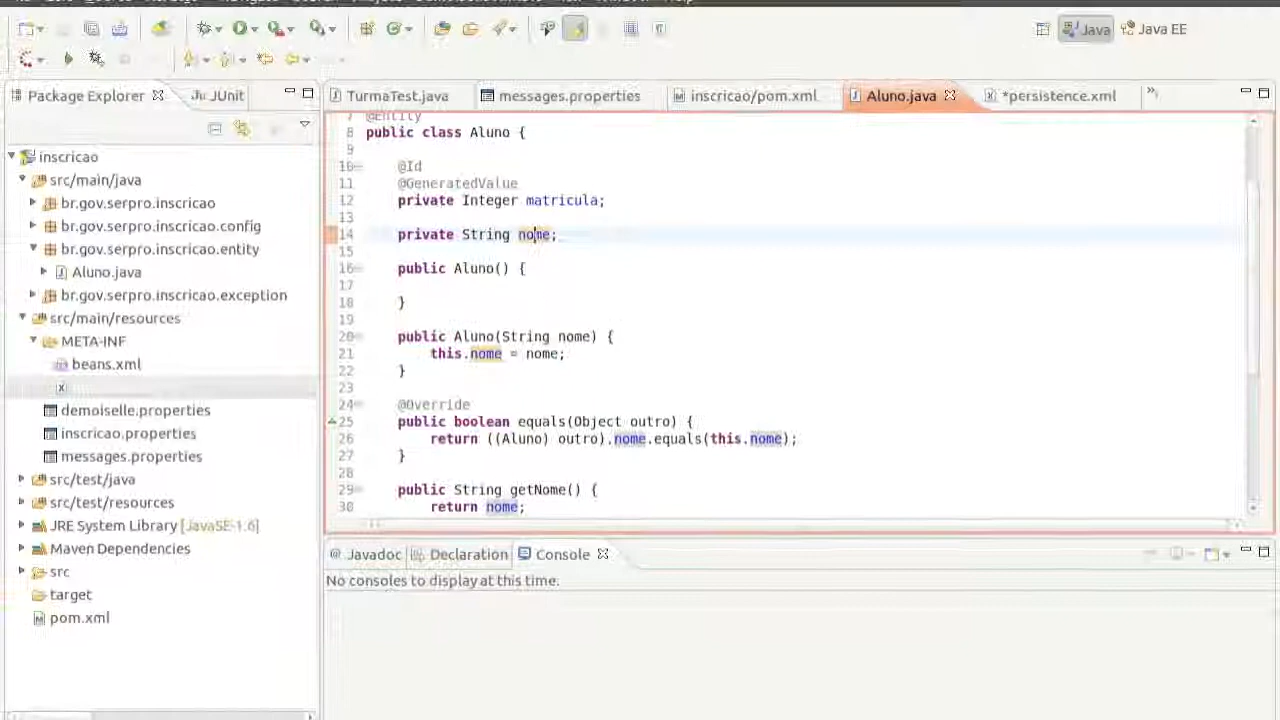 Java
Java EE
Package Explorer
JUnit
TurmaTest.java
messages.properties
inscricao/pom.xml
Aluno.java
*persistence.xml
inscricao
src/main/java
br.gov.serpro.inscricao
br.gov.serpro.inscricao.config
br.gov.serpro.inscricao.entity
Aluno.java
br.gov.serpro.inscricao.exception
src/main/resources
META-INF
beans.xml
demoiselle.properties
inscricao.properties
messages.properties
src/test/java
src/test/resources
JRE System Library [JavaSE-1.6]
Maven Dependencies
src
target
pom.xml
7 @Entity
8 public class Aluno {
9
10 @Id
11 @GeneratedValue
12 private Integer matricula;
13
14 private String nome;
15
16 public Aluno() {
17
18 }
19
20 public Aluno(String nome) {
21 this.nome = nome;
22 }
23
24 @Override
25 public boolean equals(Object outro) {
26 return ((Aluno) outro).nome.equals(this.nome);
27 }
28
29 public String getNome() {
30 return nome;
@ Javadoc
Declaration
Console
No consoles to display at this time.